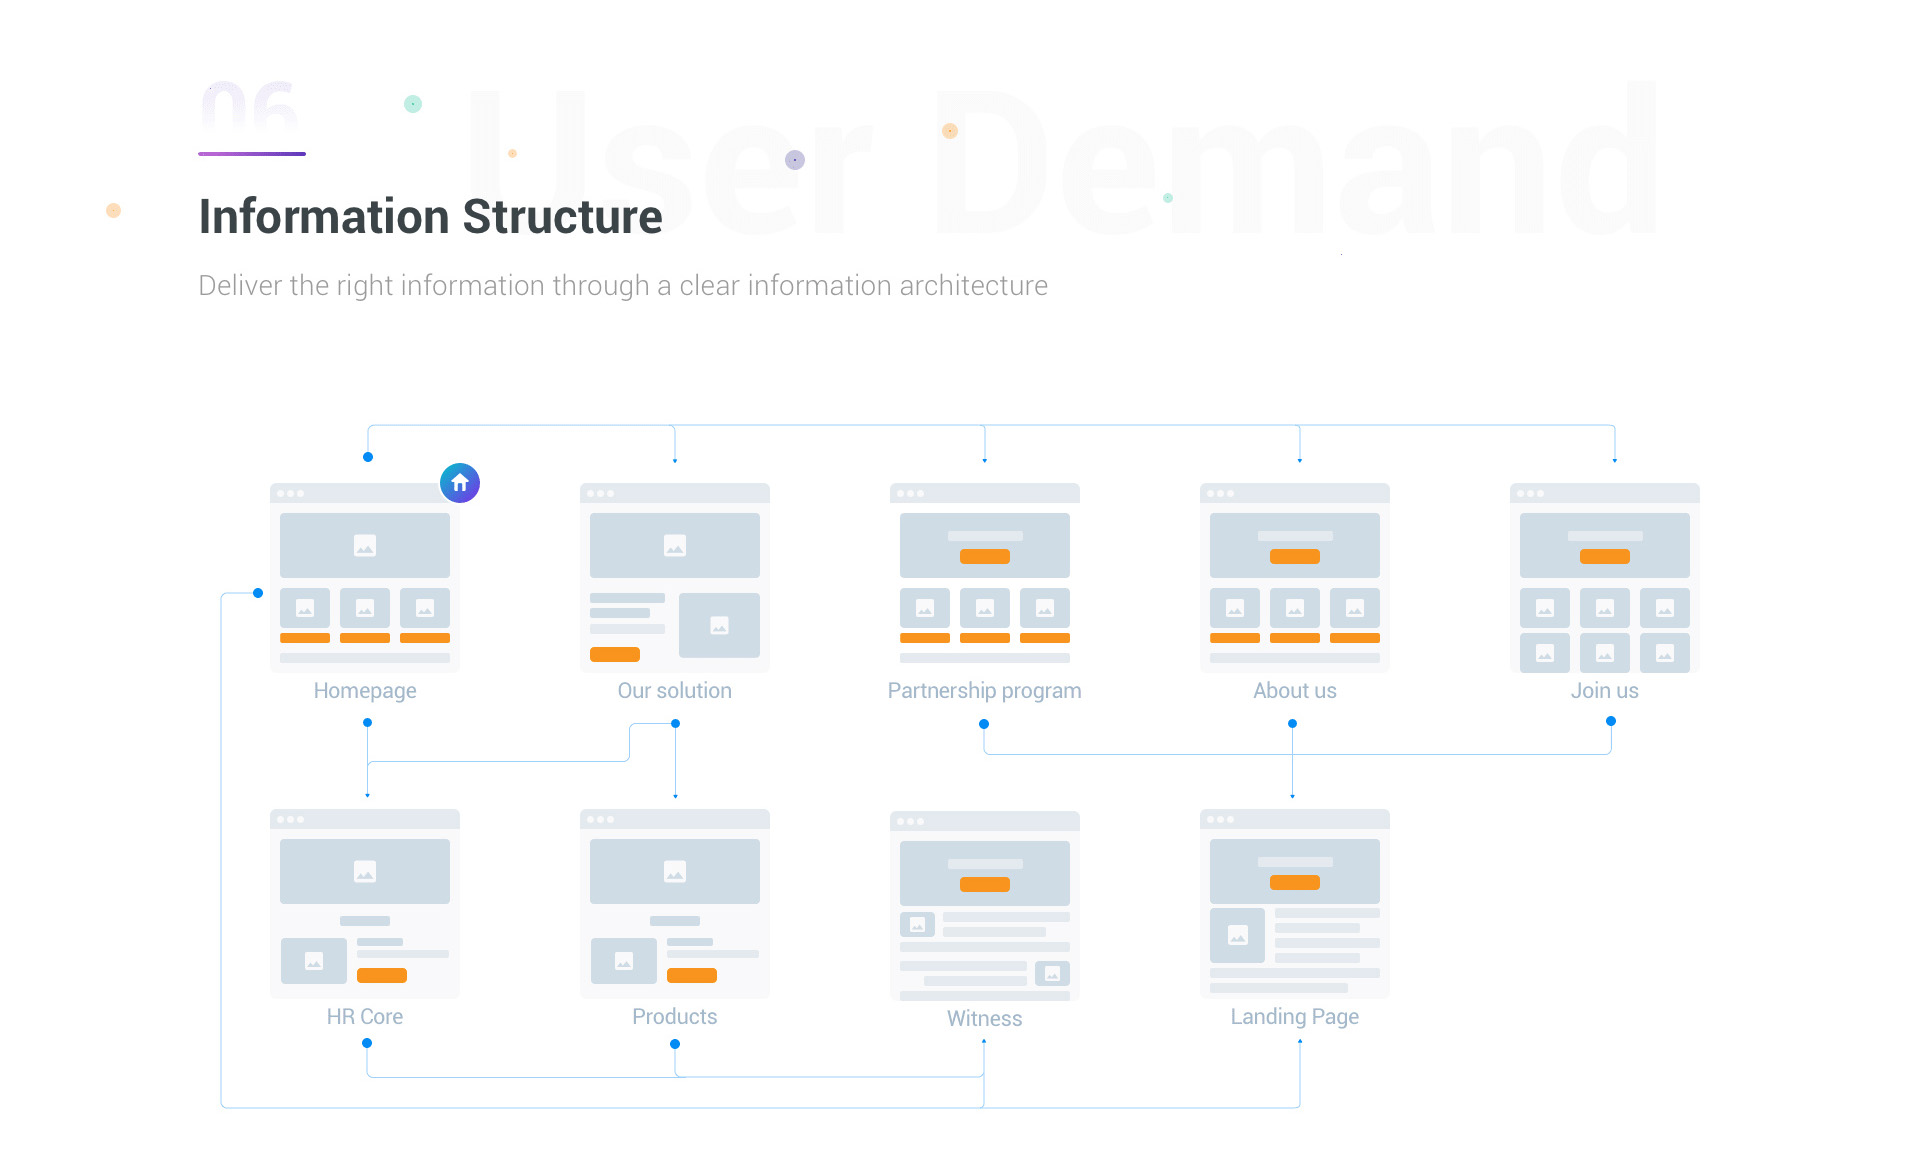 06
User Demand
Information Structure
Deliver the right information through a clear information architecture
Homepage
Our solution
Partnership program
About us
Join us
HR Core
Products
Witness
Landing Page